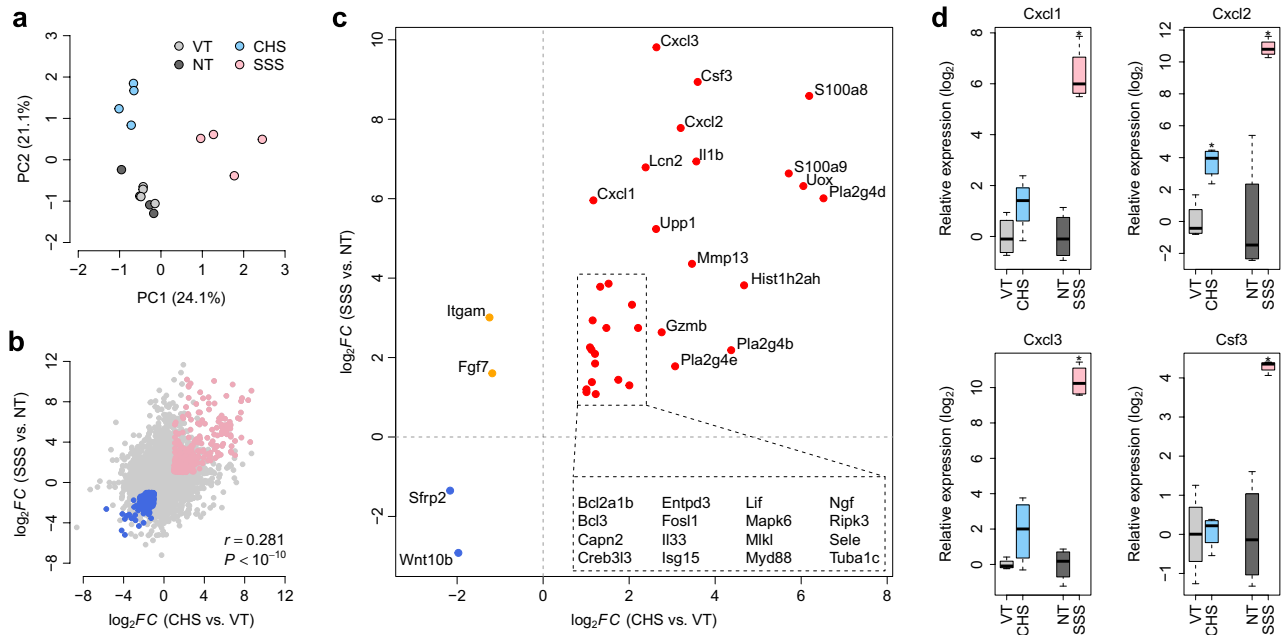 a
3
2
1
0
−1
−2
PC2 (21.1%)
VT
CHS
NT
SSS
−2
−1
0
1
2
3
PC1 (24.1%)
b
12
8
4
0
−4
−8
log2FC (SSS vs. NT)
r = 0.281
P < 10−10
−8
−4
0
4
8
12
log2FC (CHS vs. VT)
c
10
8
6
4
2
0
−2
log2FC (SSS vs. NT)
Cxcl3
Csf3
S100a8
Cxcl2
Il1b
Lcn2
S100a9
Uox
Pla2g4d
Cxcl1
Upp1
Mmp13
Hist1h2ah
Itgam
Gzmb
Pla2g4b
Fgf7
Pla2g4e
Sfrp2
Wnt10b
Bcl2a1b Entpd3 Lif Ngf
Bcl3 Fosl1 Mapk6 Ripk3
Capn2 Il33 Mlkl Sele
Creb3l3 Isg15 Myd88 Tuba1c
−2
0
2
4
6
8
log2FC (CHS vs. VT)
d
Cxcl1
Relative expression (log2)
8
6
4
2
0
*
VT
CHS
NT
SSS
Cxcl2
Relative expression (log2)
12
10
8
6
4
2
0
−2
*
*
VT
CHS
NT
SSS
Cxcl3
Relative expression (log2)
10
8
6
4
2
0
*
VT
CHS
NT
SSS
Csf3
Relative expression (log2)
4
3
2
1
0
−1
*
VT
CHS
NT
SSS